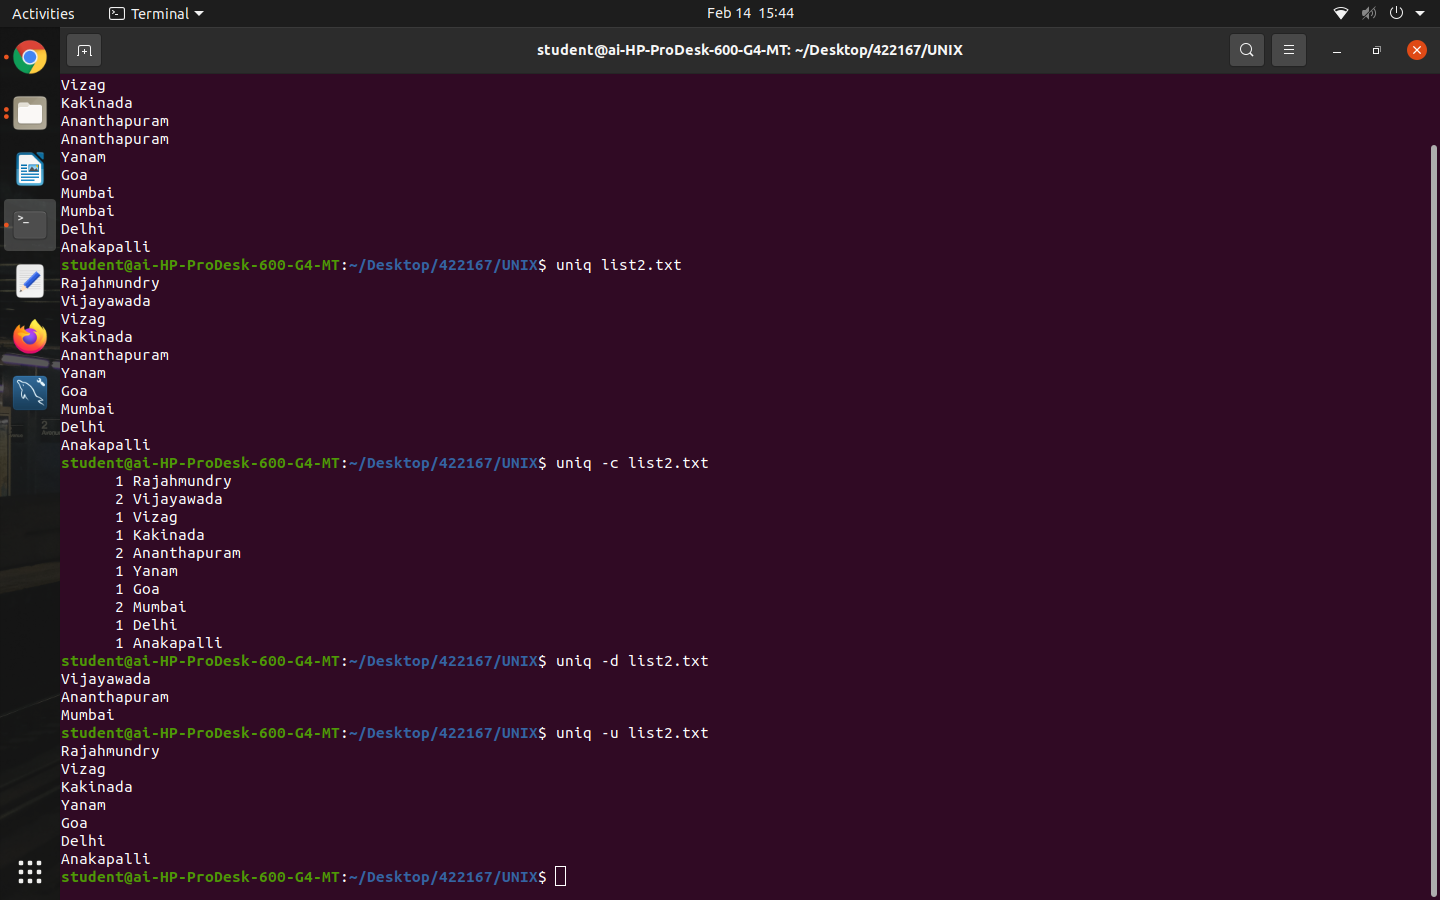 Activities
Terminal
Feb 14 15:44
student@ai-HP-ProDesk-600-G4-MT: ~/Desktop/422167/UNIX
Vizag
Kakinada
Ananthapuram
Ananthapuram
Yanam
Goa
Mumbai
Mumbai
Delhi
Anakapalli
student@ai-HP-ProDesk-600-G4-MT:~/Desktop/422167/UNIX$ uniq list2.txt
Rajahmundry
Vijayawada
Vizag
Kakinada
Ananthapuram
Yanam
Goa
Mumbai
Delhi
Anakapalli
student@ai-HP-ProDesk-600-G4-MT:~/Desktop/422167/UNIX$ uniq -c list2.txt
      1 Rajahmundry
      2 Vijayawada
      1 Vizag
      1 Kakinada
      2 Ananthapuram
      1 Yanam
      1 Goa
      2 Mumbai
      1 Delhi
      1 Anakapalli
student@ai-HP-ProDesk-600-G4-MT:~/Desktop/422167/UNIX$ uniq -d list2.txt
Vijayawada
Ananthapuram
Mumbai
student@ai-HP-ProDesk-600-G4-MT:~/Desktop/422167/UNIX$ uniq -u list2.txt
Rajahmundry
Vizag
Kakinada
Yanam
Goa
Delhi
Anakapalli
student@ai-HP-ProDesk-600-G4-MT:~/Desktop/422167/UNIX$